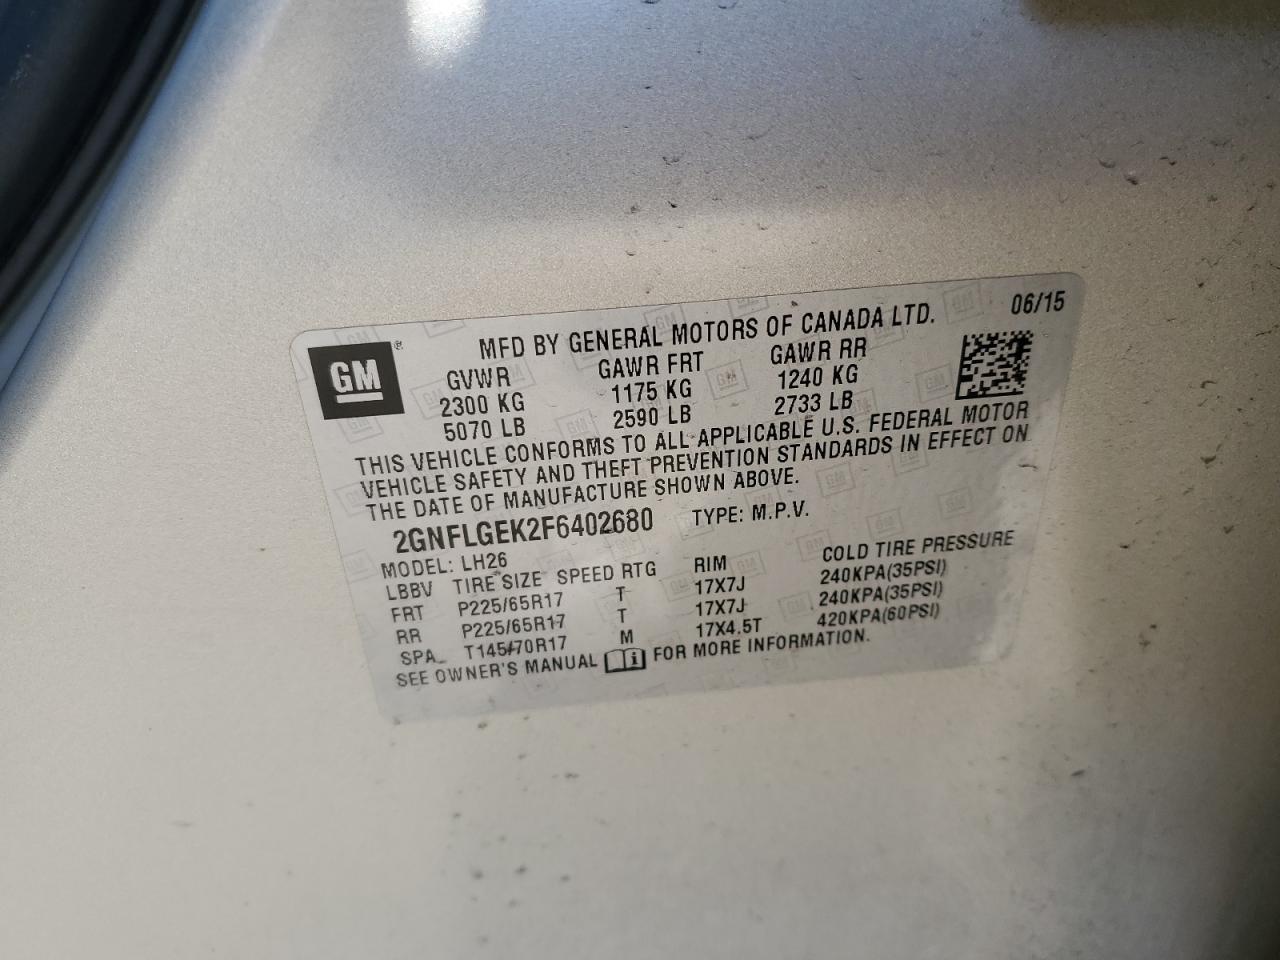 GM®
MFD BY GENERAL MOTORS OF CANADA LTD. 06/15
GVWR GAWR FRT GAWR RR
2300 KG 1175 KG 1240 KG
5070 LB 2590 LB 2733 LB
THIS VEHICLE CONFORMS TO ALL APPLICABLE U.S. FEDERAL MOTOR
VEHICLE SAFETY AND THEFT PREVENTION STANDARDS IN EFFECT ON
THE DATE OF MANUFACTURE SHOWN ABOVE.
2GNFLGEK2F6402680 TYPE: M.P.V.
MODEL: LH26
LBBV TIRE SIZE SPEED RTG RIM COLD TIRE PRESSURE
FRT P225/65R17 T 17X7J 240KPA(35PSI)
RR P225/65R17 T 17X7J 240KPA(35PSI)
SPA T145/70R17 M 17X4.5T 420KPA(60PSI)
SEE OWNER'S MANUAL FOR MORE INFORMATION.